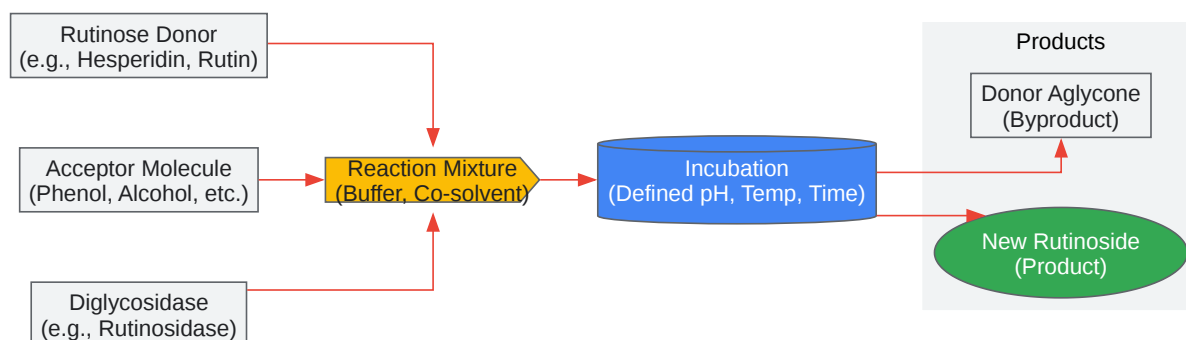 Rutinose Donor
(e.g., Hesperidin, Rutin)
Acceptor Molecule
(Phenol, Alcohol, etc.)
Diglycosidase
(e.g., Rutinosidase)
Reaction Mixture
(Buffer, Co-solvent)
Incubation
(Defined pH, Temp, Time)
Products
Donor Aglycone
(Byproduct)
New Rutinoside
(Product)